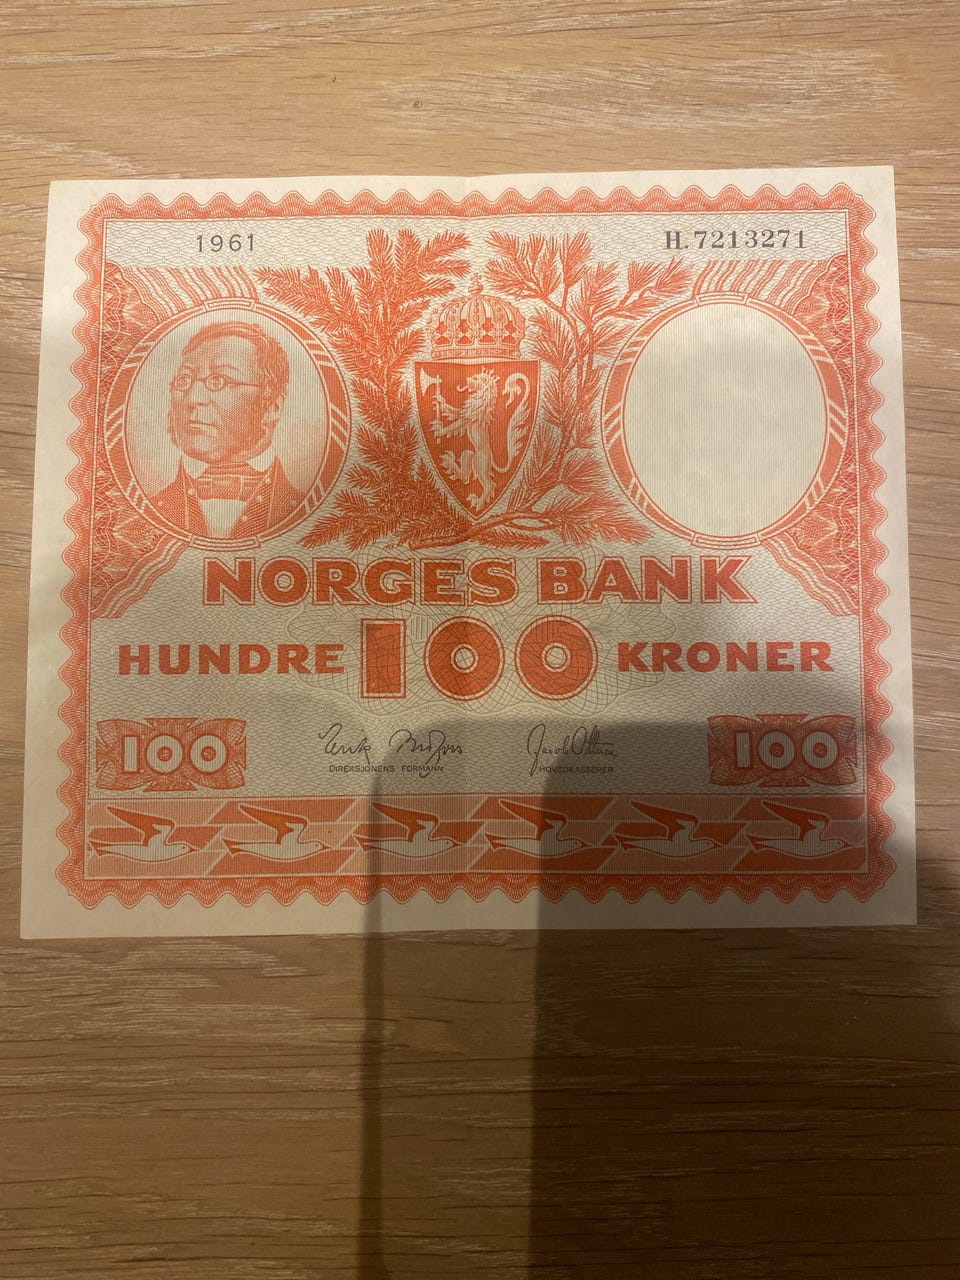 1961 H.7213271
NORGES BANK
HUNDRE 100 KRONER
100 100
DIREKSJONENS FORMANN HOVEDKASSERER